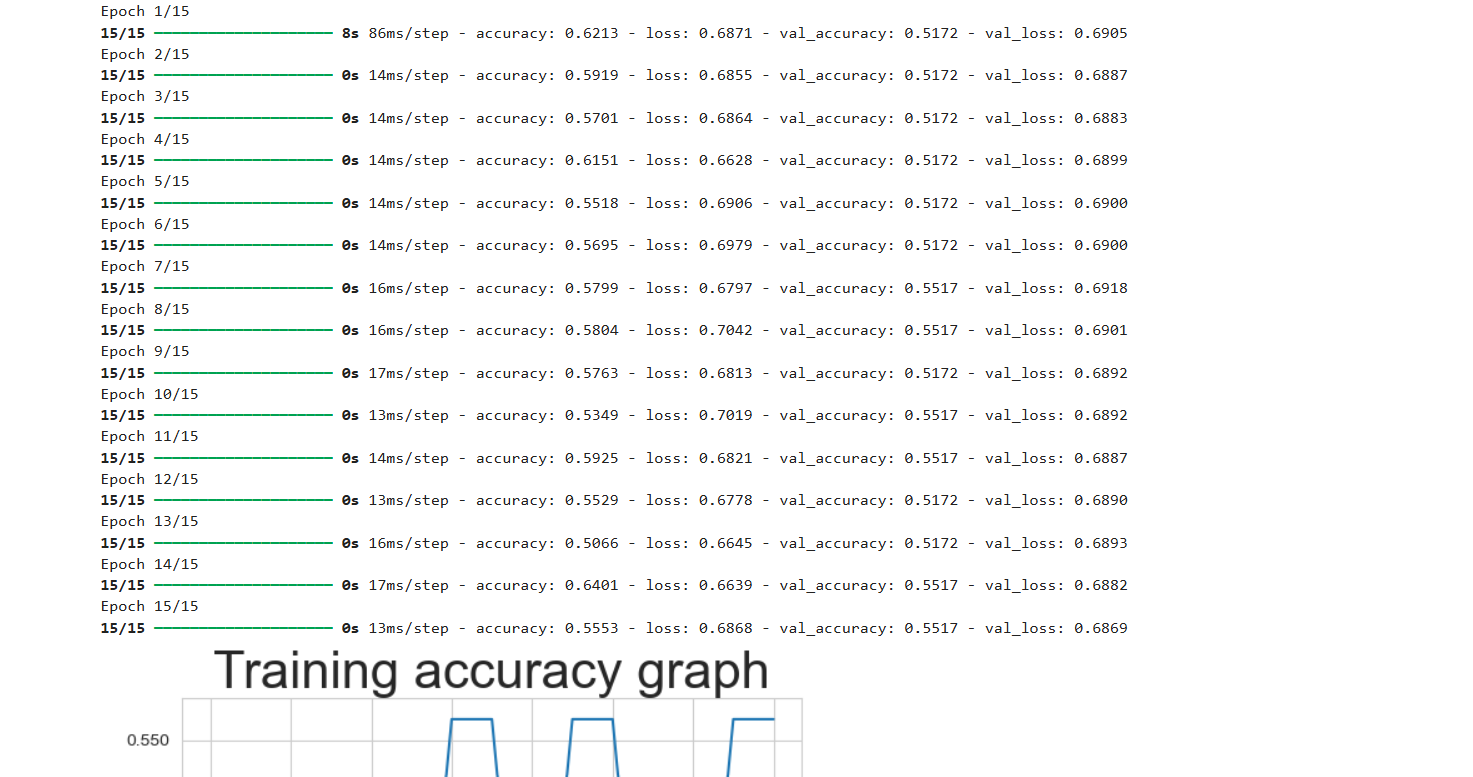 Epoch 1/15
15/15 8s 86ms/step - accuracy: 0.6213 - loss: 0.6871 - val_accuracy: 0.5172 - val_loss: 0.6905
Epoch 2/15
15/15 0s 14ms/step - accuracy: 0.5919 - loss: 0.6855 - val_accuracy: 0.5172 - val_loss: 0.6887
Epoch 3/15
15/15 0s 14ms/step - accuracy: 0.5701 - loss: 0.6864 - val_accuracy: 0.5172 - val_loss: 0.6883
Epoch 4/15
15/15 0s 14ms/step - accuracy: 0.6151 - loss: 0.6628 - val_accuracy: 0.5172 - val_loss: 0.6899
Epoch 5/15
15/15 0s 14ms/step - accuracy: 0.5518 - loss: 0.6906 - val_accuracy: 0.5172 - val_loss: 0.6900
Epoch 6/15
15/15 0s 14ms/step - accuracy: 0.5695 - loss: 0.6979 - val_accuracy: 0.5172 - val_loss: 0.6900
Epoch 7/15
15/15 0s 16ms/step - accuracy: 0.5799 - loss: 0.6797 - val_accuracy: 0.5517 - val_loss: 0.6918
Epoch 8/15
15/15 0s 16ms/step - accuracy: 0.5804 - loss: 0.7042 - val_accuracy: 0.5517 - val_loss: 0.6901
Epoch 9/15
15/15 0s 17ms/step - accuracy: 0.5763 - loss: 0.6813 - val_accuracy: 0.5172 - val_loss: 0.6892
Epoch 10/15
15/15 0s 13ms/step - accuracy: 0.5349 - loss: 0.7019 - val_accuracy: 0.5517 - val_loss: 0.6892
Epoch 11/15
15/15 0s 14ms/step - accuracy: 0.5925 - loss: 0.6821 - val_accuracy: 0.5517 - val_loss: 0.6887
Epoch 12/15
15/15 0s 13ms/step - accuracy: 0.5529 - loss: 0.6778 - val_accuracy: 0.5172 - val_loss: 0.6890
Epoch 13/15
15/15 0s 16ms/step - accuracy: 0.5066 - loss: 0.6645 - val_accuracy: 0.5172 - val_loss: 0.6893
Epoch 14/15
15/15 0s 17ms/step - accuracy: 0.6401 - loss: 0.6639 - val_accuracy: 0.5517 - val_loss: 0.6882
Epoch 15/15
15/15 0s 13ms/step - accuracy: 0.5553 - loss: 0.6868 - val_accuracy: 0.5517 - val_loss: 0.6869
Training accuracy graph
0.550